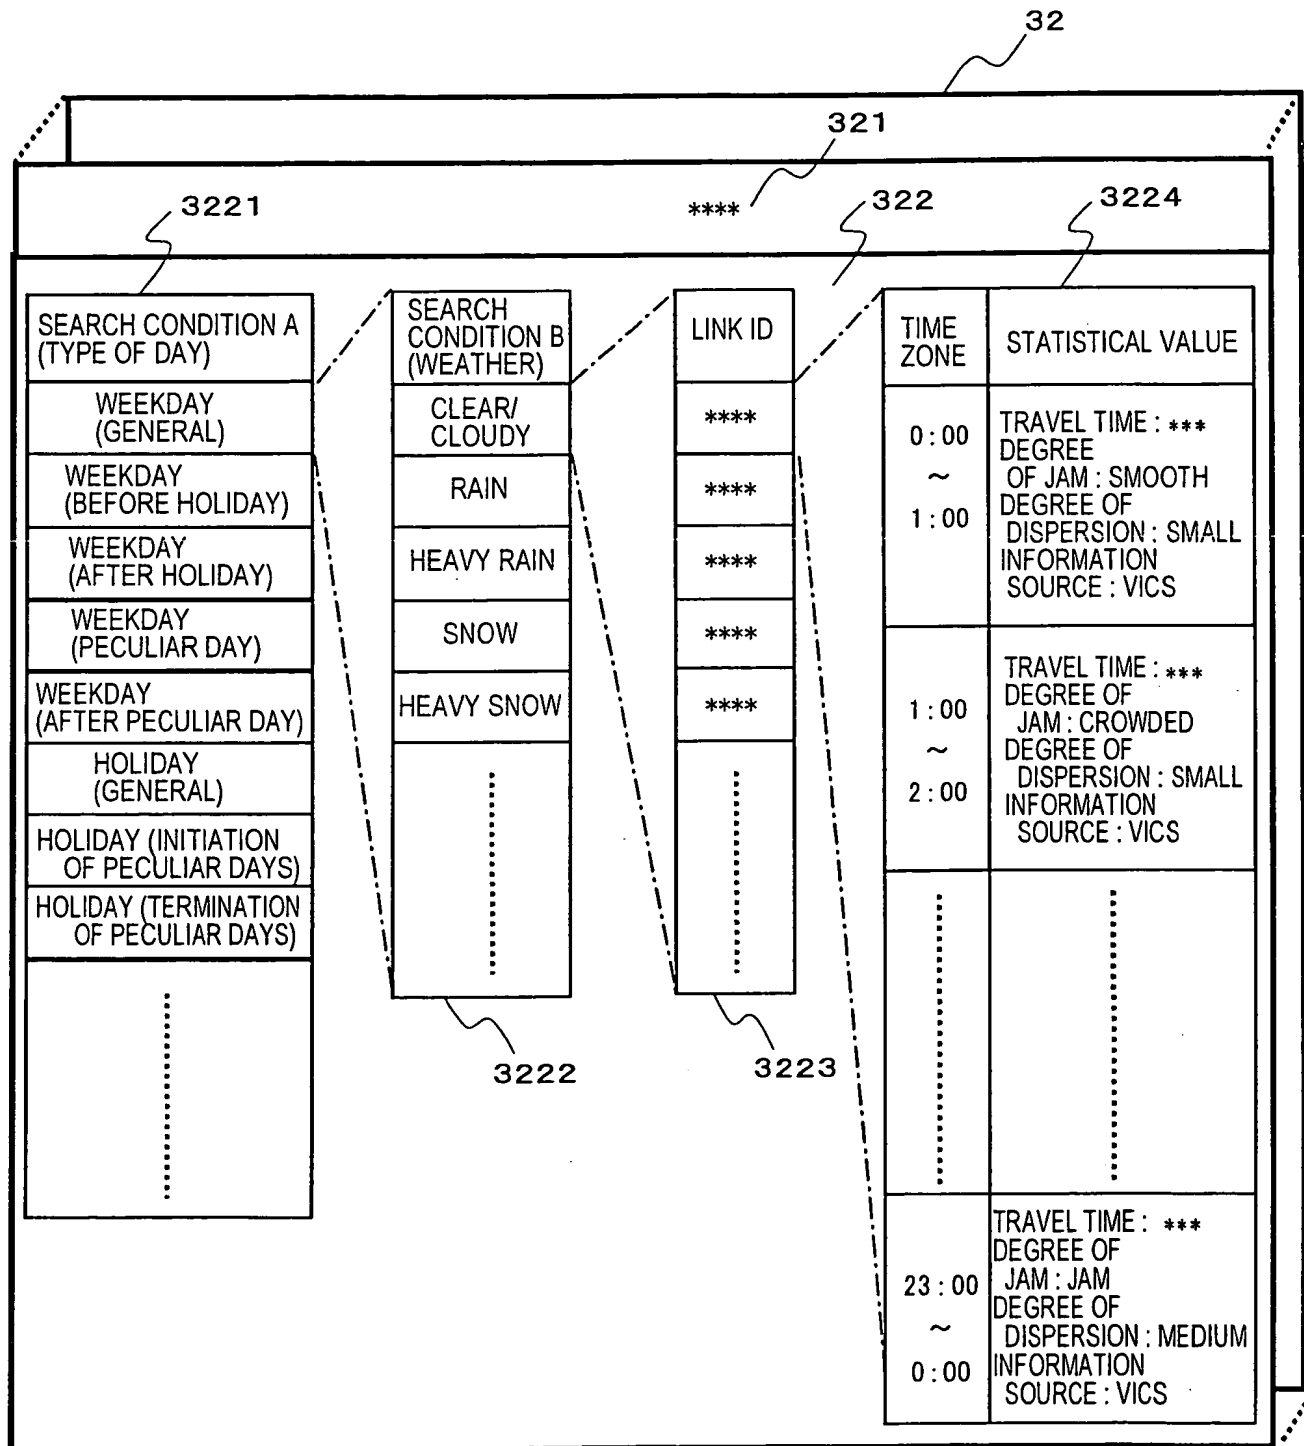 32
321
****
3221
322
3224
SEARCH CONDITION A
(TYPE OF DAY)
WEEKDAY
(GENERAL)
WEEKDAY
(BEFORE HOLIDAY)
WEEKDAY
(AFTER HOLIDAY)
WEEKDAY
(PECULIAR DAY)
WEEKDAY
(AFTER PECULIAR DAY)
HOLIDAY
(GENERAL)
HOLIDAY (INITIATION
OF PECULIAR DAYS)
HOLIDAY (TERMINATION
OF PECULIAR DAYS)
SEARCH
CONDITION B
(WEATHER)
CLEAR/
CLOUDY
RAIN
HEAVY RAIN
SNOW
HEAVY SNOW
3222
LINK ID
****
****
****
****
****
3223
TIME
ZONE
STATISTICAL VALUE
0:00
~
1:00
TRAVEL TIME : ***
DEGREE
OF JAM : SMOOTH
DEGREE OF
DISPERSION : SMALL
INFORMATION
SOURCE : VICS
1:00
~
2:00
TRAVEL TIME : ***
DEGREE OF
JAM : CROWDED
DEGREE OF
DISPERSION : SMALL
INFORMATION
SOURCE : VICS
23:00
~
0:00
TRAVEL TIME : ***
DEGREE OF
JAM : JAM
DEGREE OF
DISPERSION : MEDIUM
INFORMATION
SOURCE : VICS